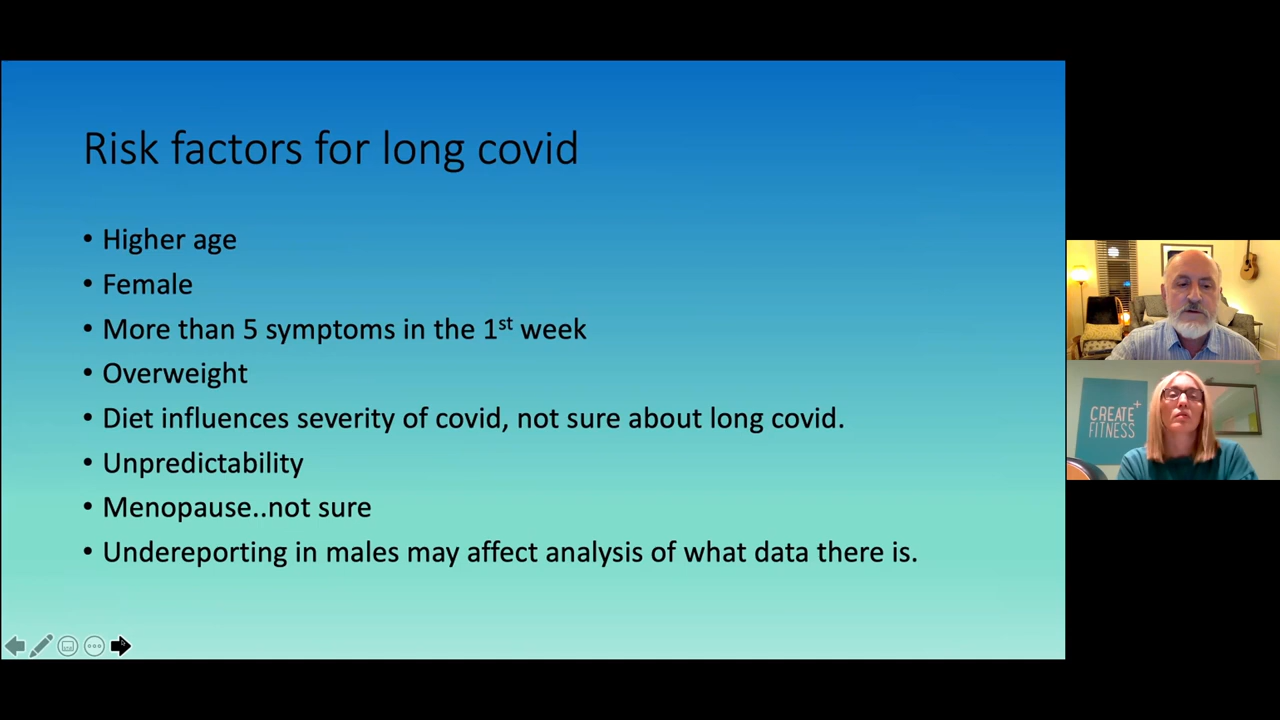 Risk factors for long covid
• Higher age
• Female
• More than 5 symptoms in the 1st week
• Overweight
• Diet influences severity of covid, not sure about long covid.
• Unpredictability
• Menopause..not sure
• Undereporting in males may affect analysis of what data there is.
CREATE+
FITNESS